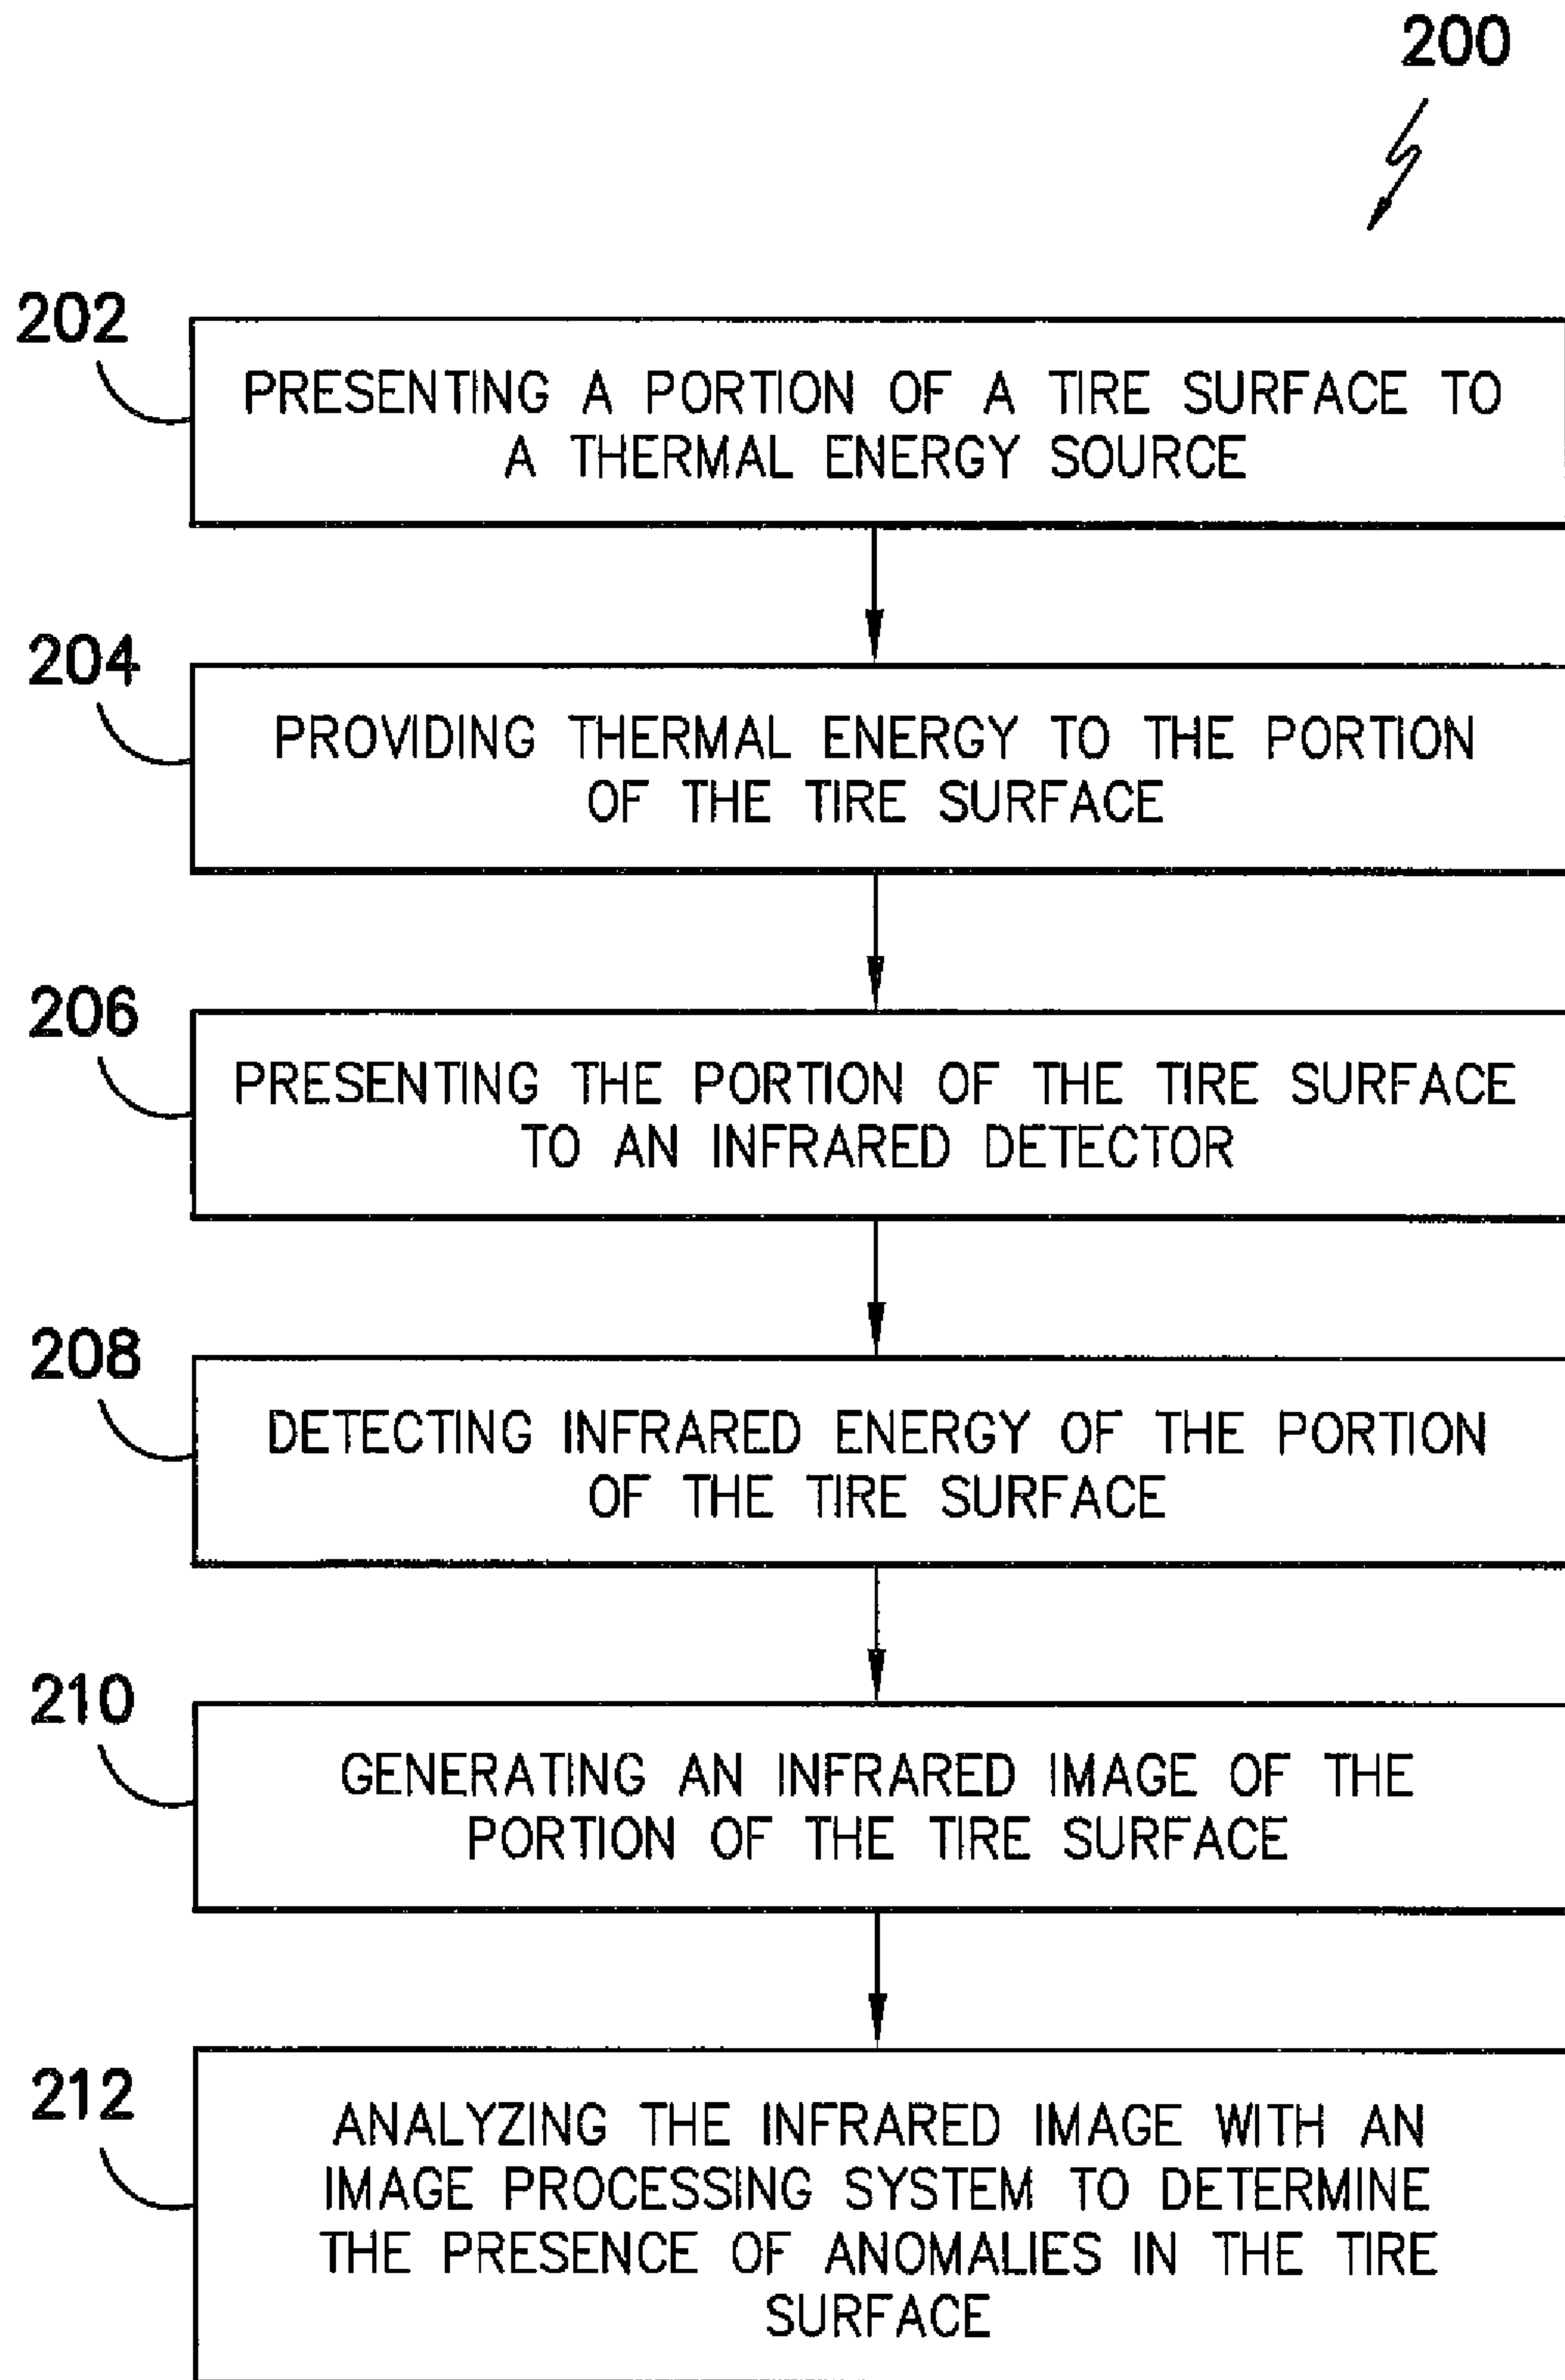 200
202
PRESENTING A PORTION OF A TIRE SURFACE TO
A THERMAL ENERGY SOURCE
204
PROVIDING THERMAL ENERGY TO THE PORTION
OF THE TIRE SURFACE
206
PRESENTING THE PORTION OF THE TIRE SURFACE
TO AN INFRARED DETECTOR
208
DETECTING INFRARED ENERGY OF THE PORTION
OF THE TIRE SURFACE
210
GENERATING AN INFRARED IMAGE OF THE
PORTION OF THE TIRE SURFACE
212
ANALYZING THE INFRARED IMAGE WITH AN
IMAGE PROCESSING SYSTEM TO DETERMINE
THE PRESENCE OF ANOMALIES IN THE TIRE
SURFACE